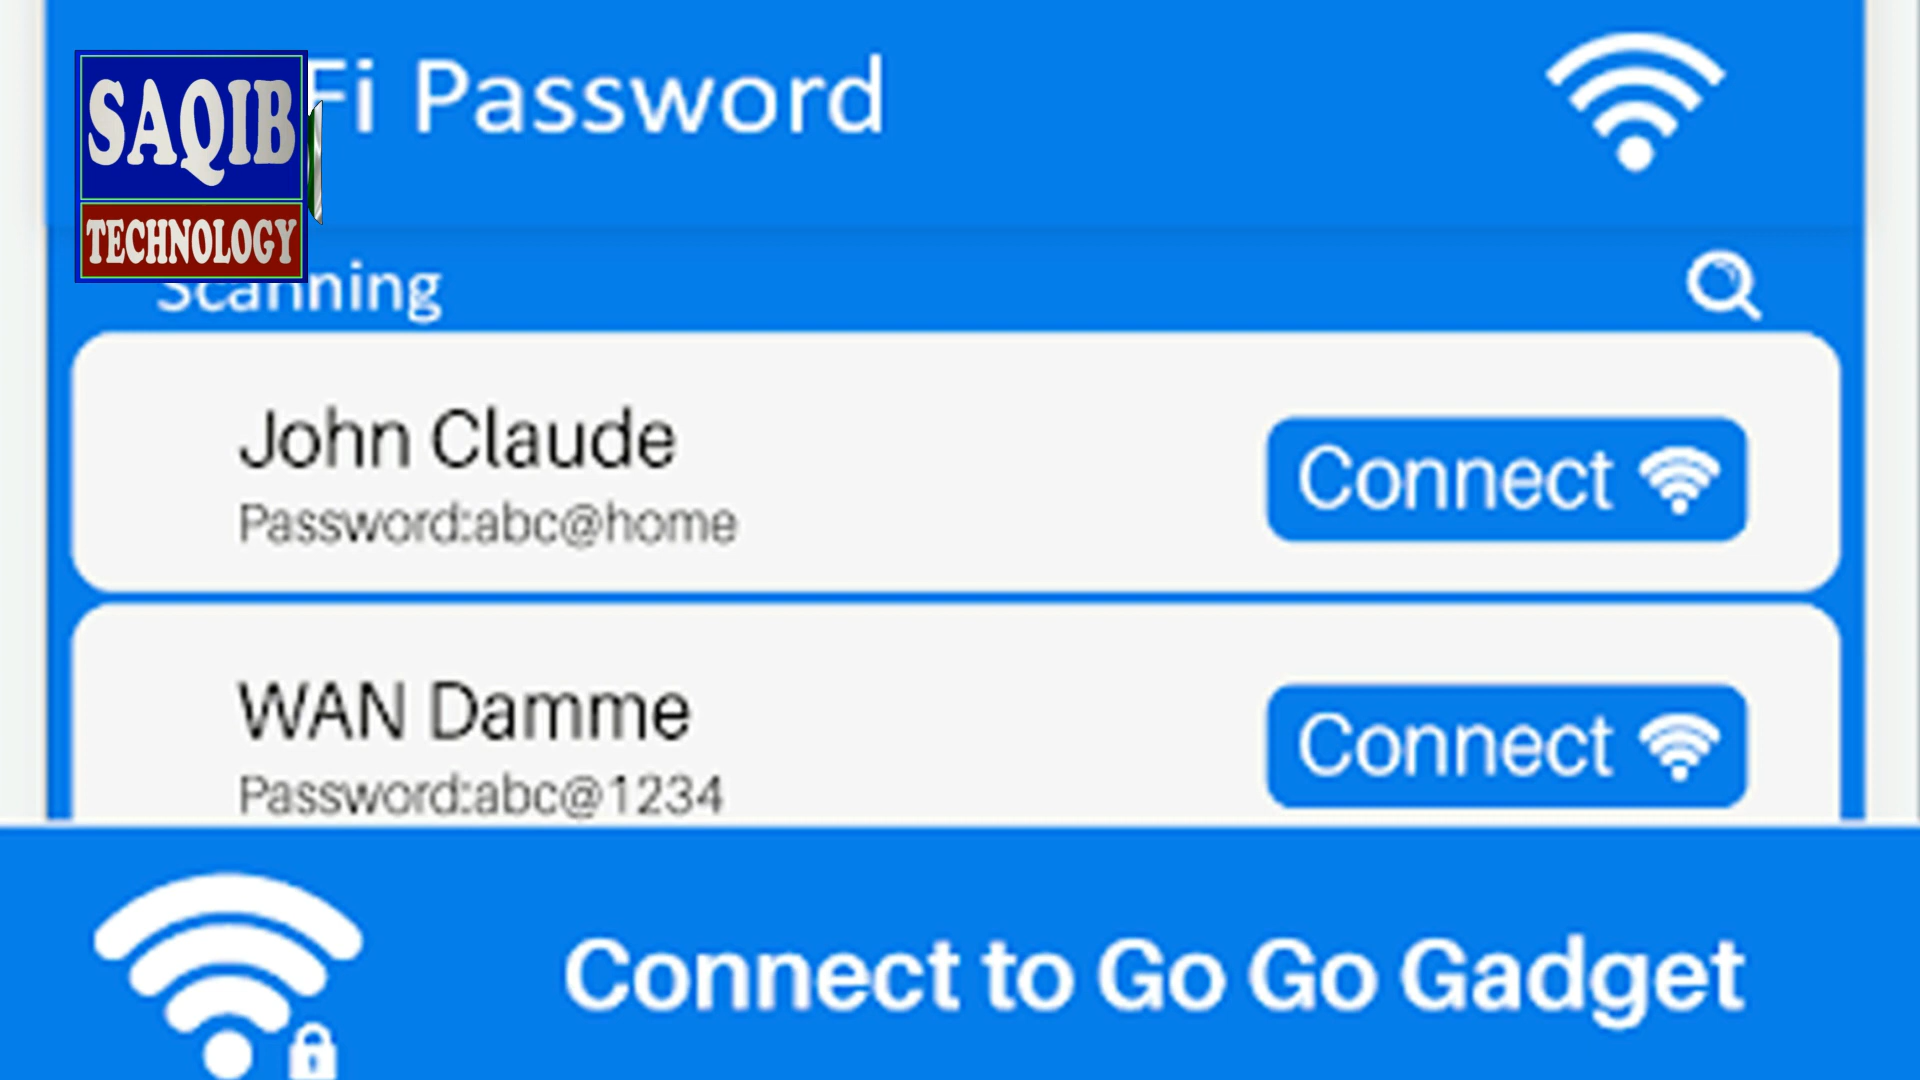 SAQIB
TECHNOLOGY
Fi Password
Scanning
John Claude
Password:abc@home
Connect
WAN Damme
Password:abc@1234
Connect
Connect to Go Go Gadget